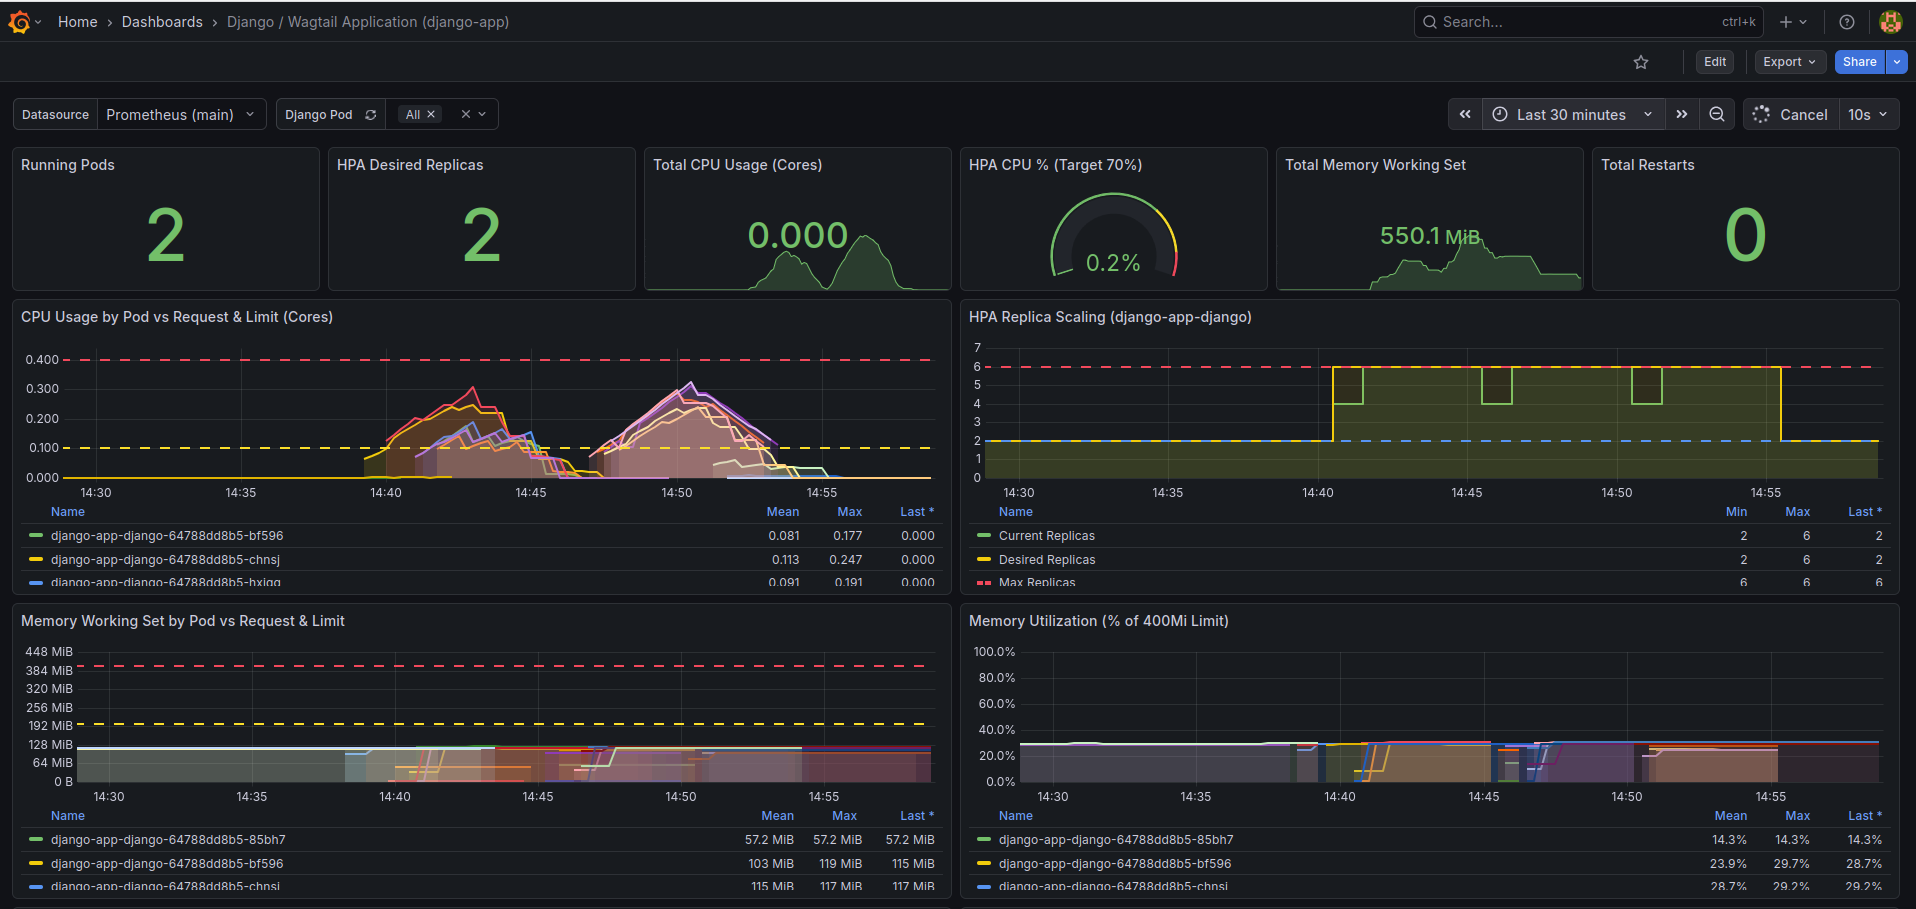 Home › Dashboards › Django / Wagtail Application (django-app)
Search... ctrl+k
Edit Export Share
Datasource Prometheus (main) Django Pod All Last 30 minutes Cancel 10s
Running Pods
2
HPA Desired Replicas
2
Total CPU Usage (Cores)
0.000
HPA CPU % (Target 70%)
0.2%
Total Memory Working Set
550.1 MiB
Total Restarts
0
CPU Usage by Pod vs Request & Limit (Cores)
0.400
0.300
0.200
0.100
0.000
14:30 14:35 14:40 14:45 14:50 14:55
Name Mean Max Last *
django-app-django-64788dd8b5-bf596 0.081 0.177 0.000
django-app-django-64788dd8b5-chnsj 0.113 0.247 0.000
django-app-django-64788dd8b5-hxigg 0.091 0.191 0.000
HPA Replica Scaling (django-app-django)
7
6
5
4
3
2
1
0
14:30 14:35 14:40 14:45 14:50 14:55
Name Min Max Last *
Current Replicas 2 6 2
Desired Replicas 2 6 2
Max Replicas 6 6 6
Memory Working Set by Pod vs Request & Limit
448 MiB
384 MiB
320 MiB
256 MiB
192 MiB
128 MiB
64 MiB
0 B
14:30 14:35 14:40 14:45 14:50 14:55
Name Mean Max Last *
django-app-django-64788dd8b5-85bh7 57.2 MiB 57.2 MiB 57.2 MiB
django-app-django-64788dd8b5-bf596 103 MiB 119 MiB 115 MiB
django-app-django-64788dd8b5-chnsj 115 MiB 117 MiB 117 MiB
Memory Utilization (% of 400Mi Limit)
100.0%
80.0%
60.0%
40.0%
20.0%
0.0%
14:30 14:35 14:40 14:45 14:50 14:55
Name Mean Max Last *
django-app-django-64788dd8b5-85bh7 14.3% 14.3% 14.3%
django-app-django-64788dd8b5-bf596 23.9% 29.7% 28.7%
django-app-django-64788dd8b5-chnsj 28.7% 29.2% 29.2%